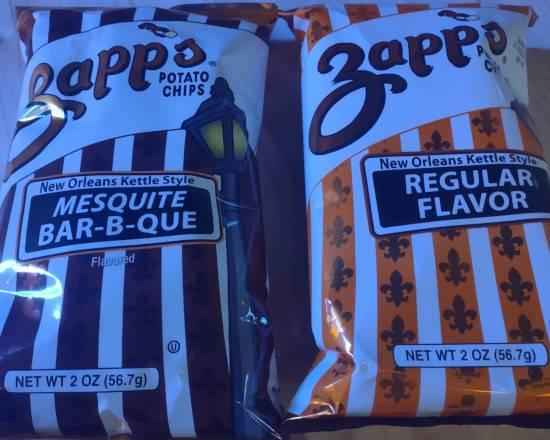 Zapp's
POTATO
CHIPS
New Orleans Kettle Style
MESQUITE
BAR-B-QUE
Flavored
U
NET WT 2 OZ (56.7g)
Zapp's
New Orleans Kettle Style
REGULAR
FLAVOR
NET WT 2 OZ (56.7g)